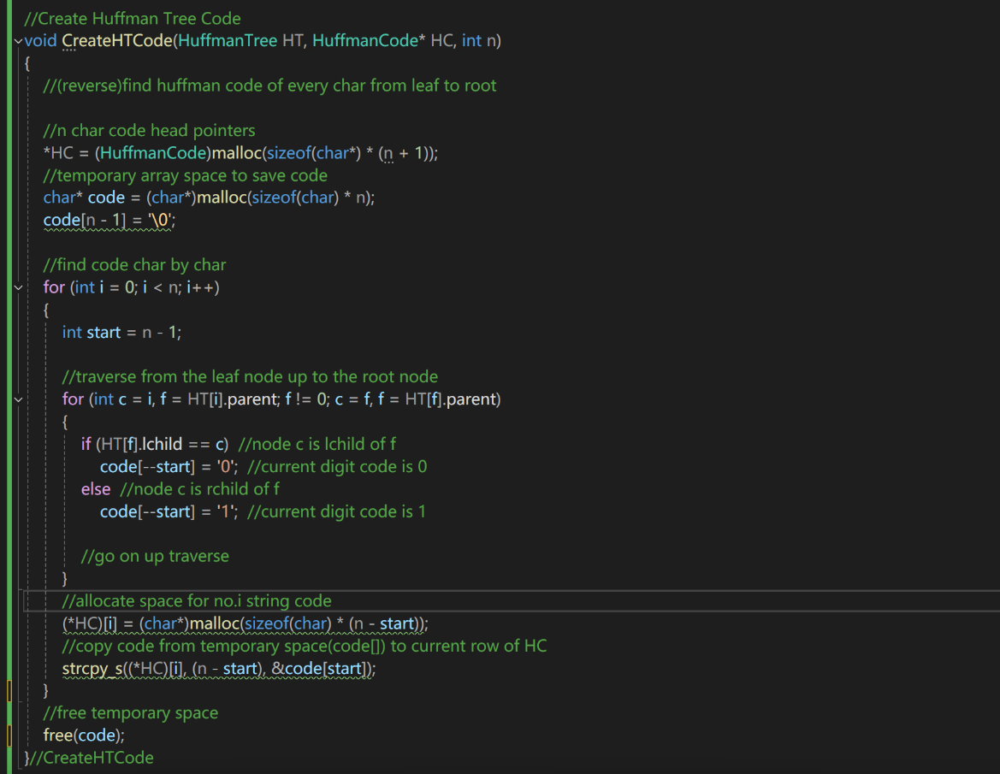 //Create Huffman Tree Code
void CreateHTCode(HuffmanTree HT, HuffmanCode* HC, int n)
{
//(reverse)find huffman code of every char from leaf to root
//n char code head pointers
*HC = (HuffmanCode)malloc(sizeof(char*) * (n + 1));
//temporary array space to save code
char* code = (char*)malloc(sizeof(char) * n);
code[n - 1] = '\0';
//find code char by char
for (int i = 0; i < n; i++)
{
int start = n - 1;
//traverse from the leaf node up to the root node
for (int c = i, f = HT[i].parent; f != 0; c = f, f = HT[f].parent)
{
if (HT[f].lchild == c) //node c is lchild of f
code[--start] = '0'; //current digit code is 0
else //node c is rchild of f
code[--start] = '1'; //current digit code is 1
//go on up traverse
}
//allocate space for no.i string code
(*HC)[i] = (char*)malloc(sizeof(char) * (n - start));
//copy code from temporary space(code[]) to current row of HC
strcpy_s((*HC)[i], (n - start), &code[start]);
}
//free temporary space
free(code);
}//CreateHTCode